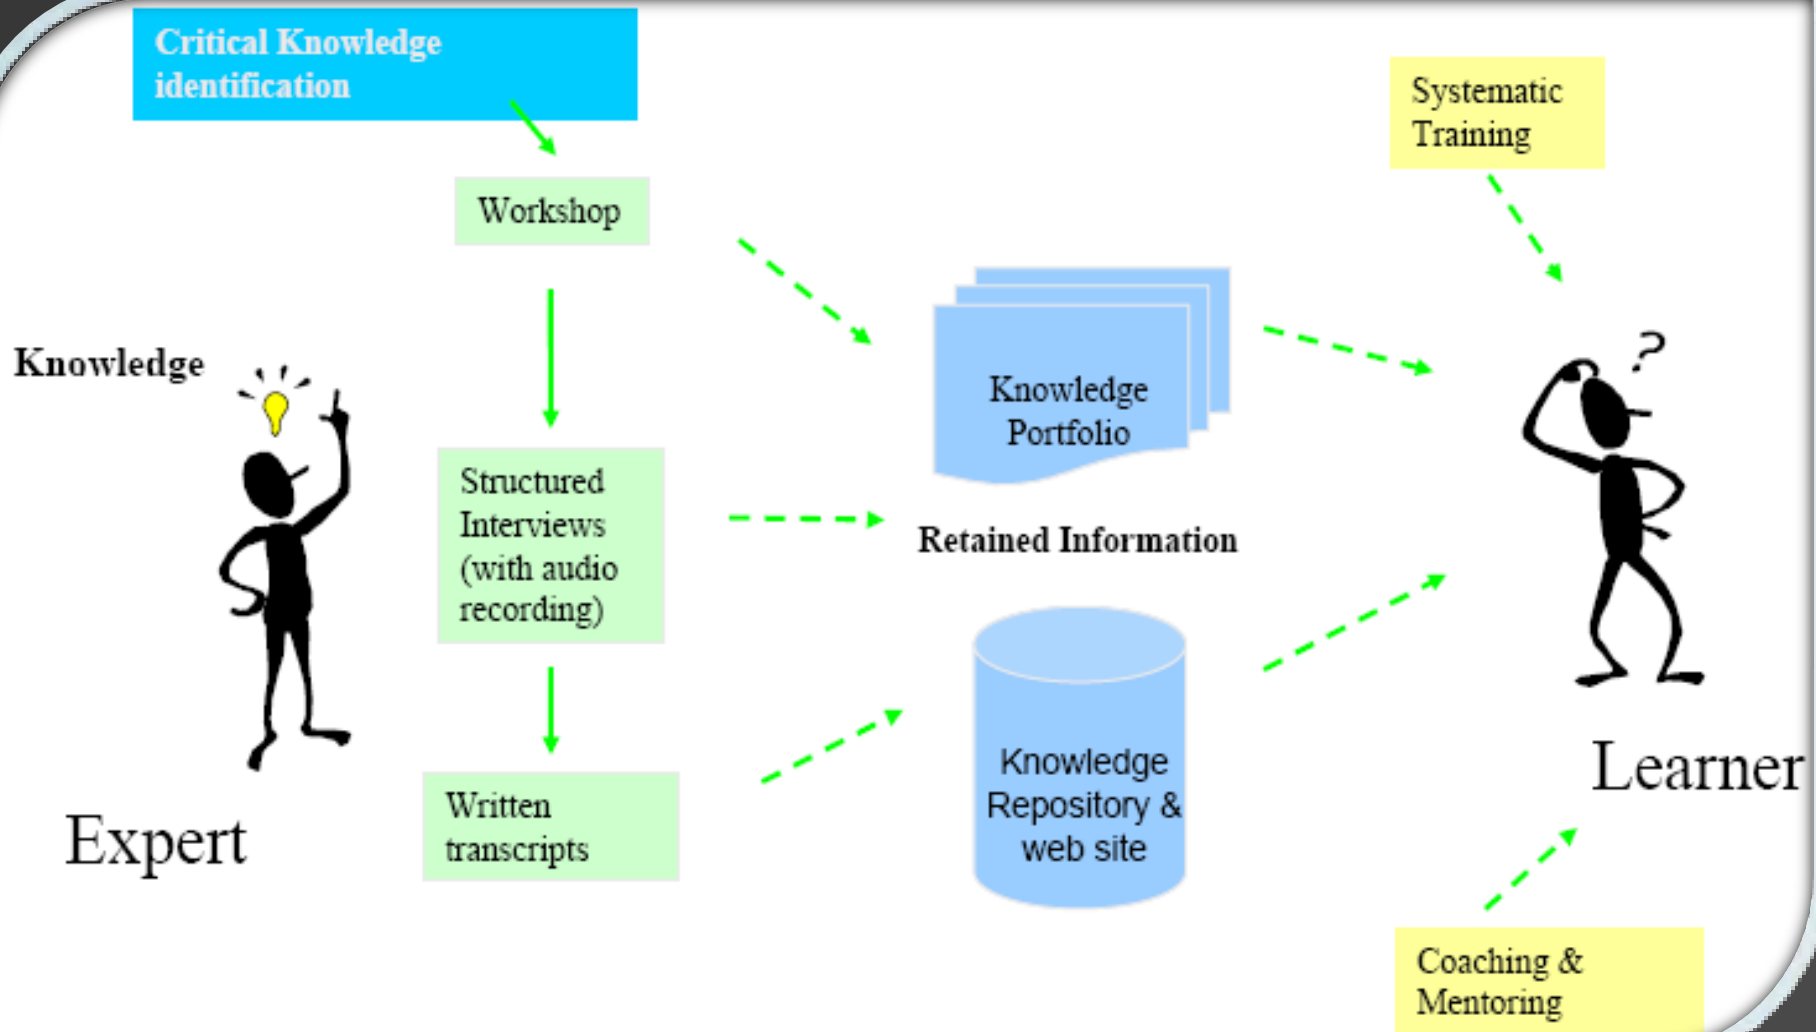 Critical Knowledge
identification
Systematic
Training
Workshop
Knowledge
?
Knowledge
Portfolio
Structured
Interviews
(with audio
recording)
Retained Information
Knowledge
Repository &
web site
Learner
Written
transcripts
Expert
Coaching &
Mentoring